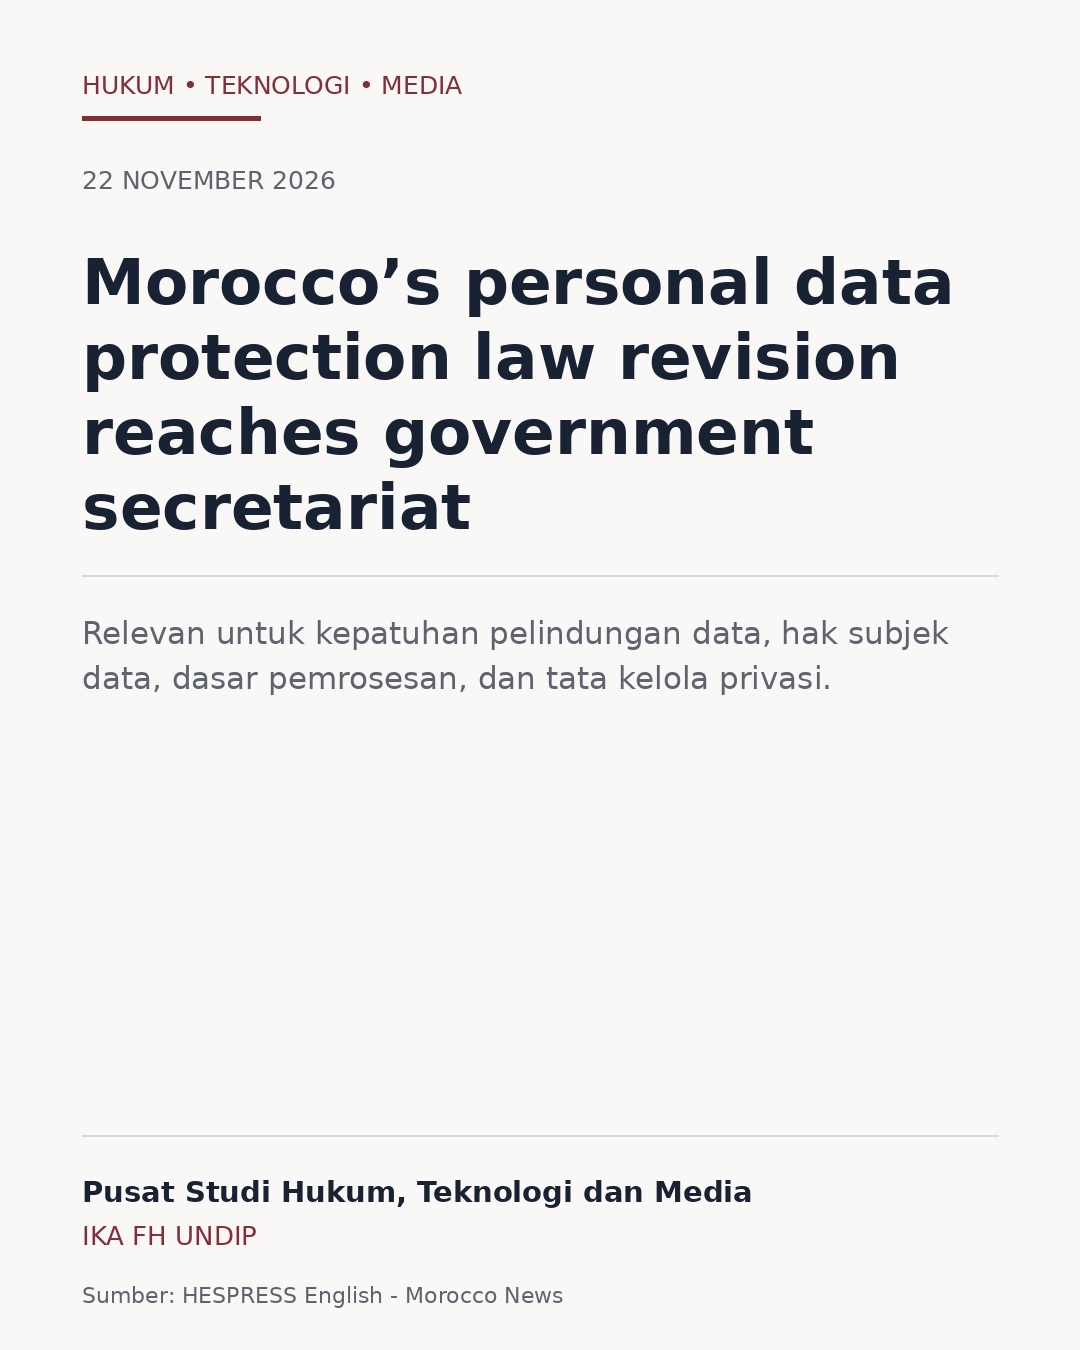 HUKUM • TEKNOLOGI • MEDIA
22 NOVEMBER 2026
Morocco’s personal data
protection law revision
reaches government
secretariat
Relevan untuk kepatuhan pelindungan data, hak subjek
data, dasar pemrosesan, dan tata kelola privasi.
Pusat Studi Hukum, Teknologi dan Media
IKA FH UNDIP
Sumber: HESPRESS English - Morocco News